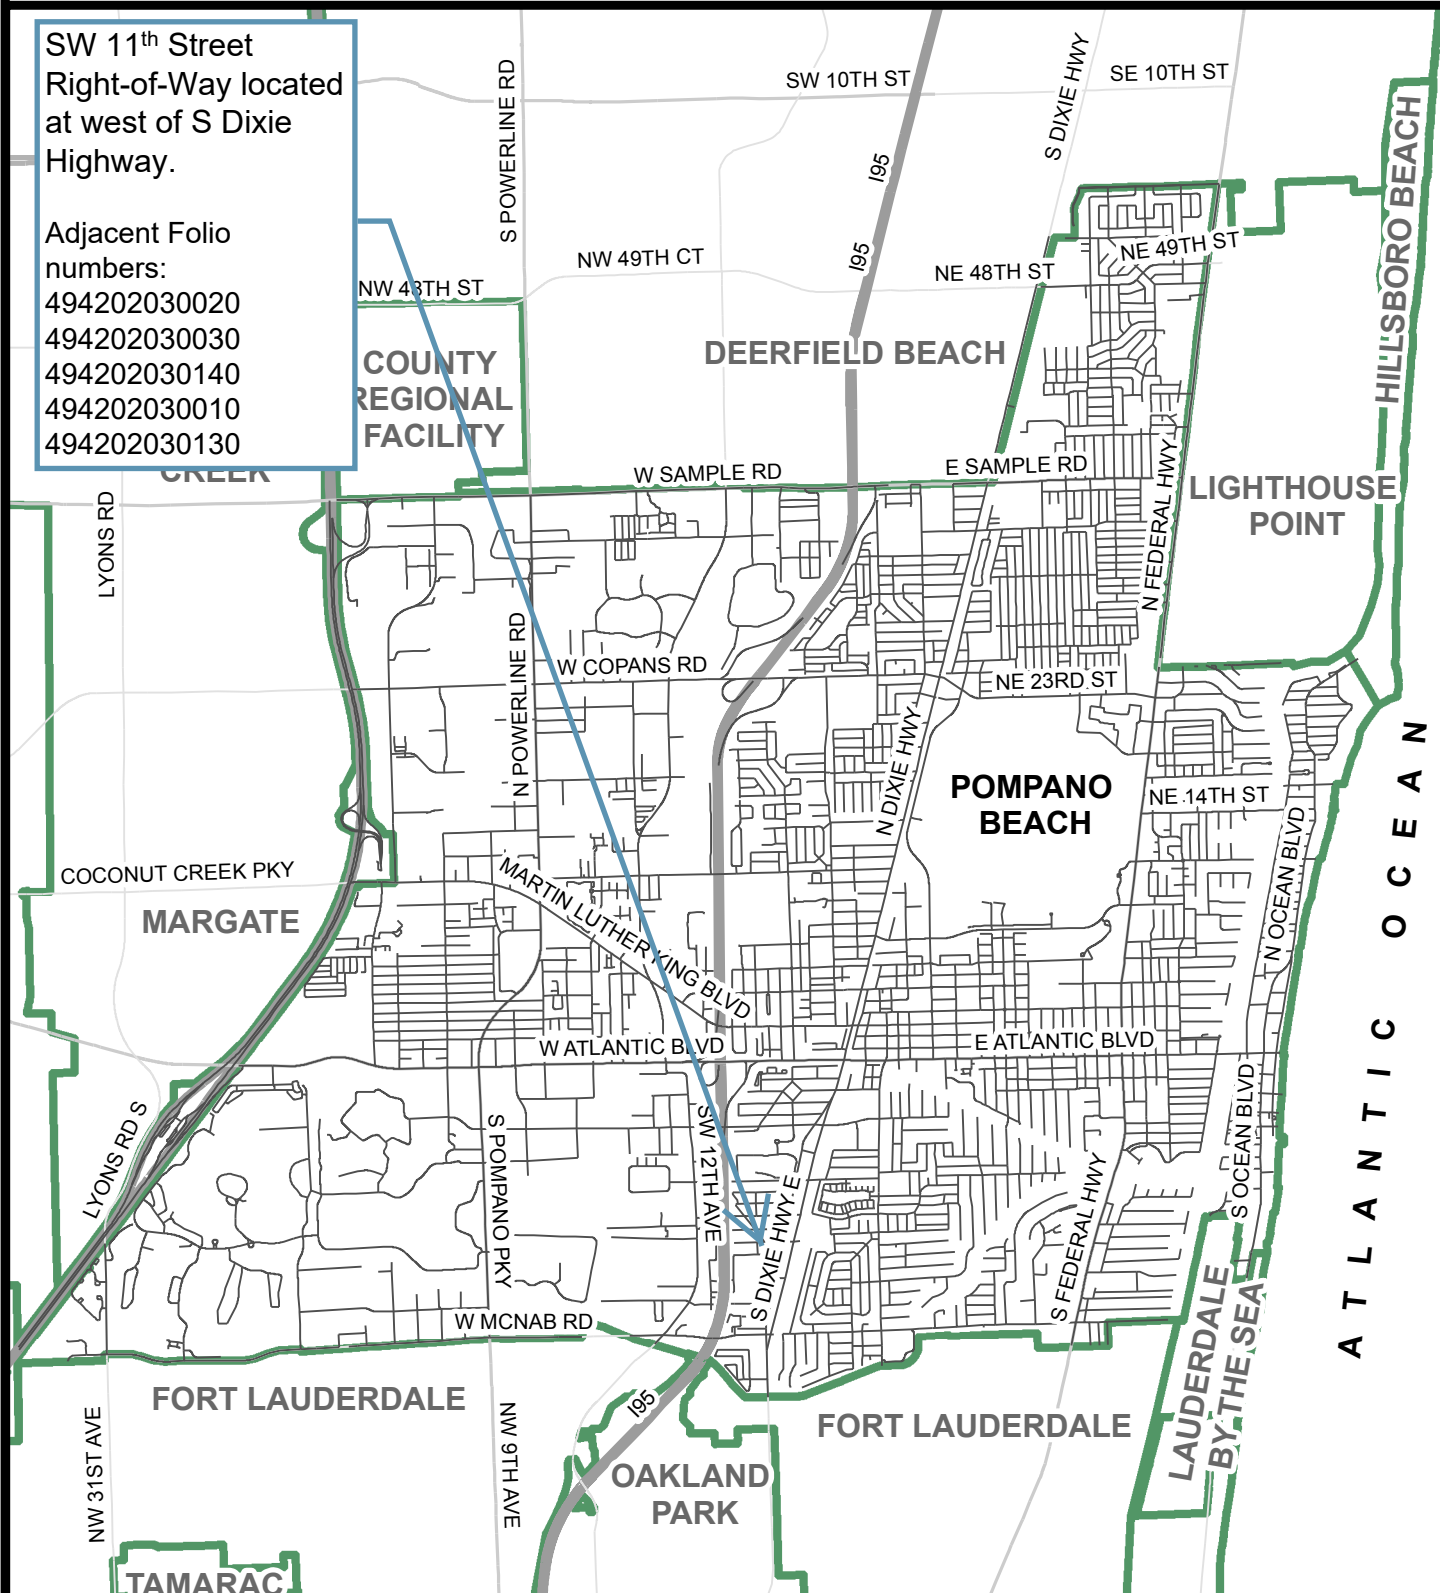 SW 11th Street
Right-of-Way located
at west of S Dixie
Highway.
Adjacent Folio
numbers:
494202030020
494202030030
494202030140
494202030010
494202030130
SW 10TH ST
SE 10TH ST
S DIXIE HWY
S POWERLINE RD
I95
I95
HILLSBORO BEACH
NW 49TH CT
NE 48TH ST
NE 49TH ST
NW 48TH ST
COUNTY
REGIONAL
FACILITY
DEERFIELD BEACH
CREEK
W SAMPLE RD
E SAMPLE RD
LIGHTHOUSE
POINT
LYONS RD
N FEDERAL HWY
N POWERLINE RD
W COPANS RD
NE 23RD ST
N DIXIE HWY
POMPANO
BEACH
NE 14TH ST
N OCEAN BLVD
ATLANTIC OCEAN
COCONUT CREEK PKY
MARGATE
MARTIN LUTHER KING BLVD
W ATLANTIC BLVD
E ATLANTIC BLVD
LYONS RD S
S POMPANO PKY
SW 12TH AVE
S DIXIE HWY E
S FEDERAL HWY
S OCEAN BLVD
W MCNAB RD
LAUDERDALE
BY THE SEA
FORT LAUDERDALE
FORT LAUDERDALE
I95
NW 31ST AVE
NW 9TH AVE
OAKLAND
PARK
TAMARAC